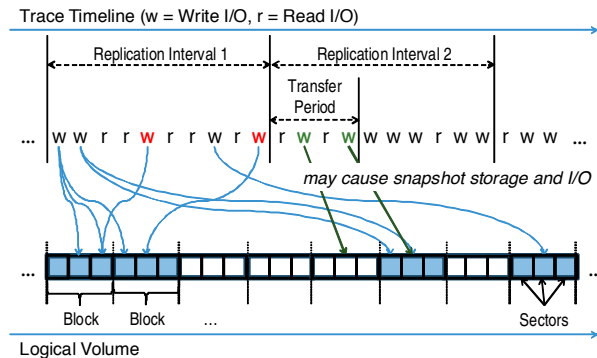 Trace Timeline (w = Write I/O, r = Read I/O)
Replication Interval 1 Replication Interval 2
Transfer Period
... w w r r w r r w r w r w r w w w r w w r w w ...
may cause snapshot storage and I/O
... ...
Block Block ... Sectors
Logical Volume